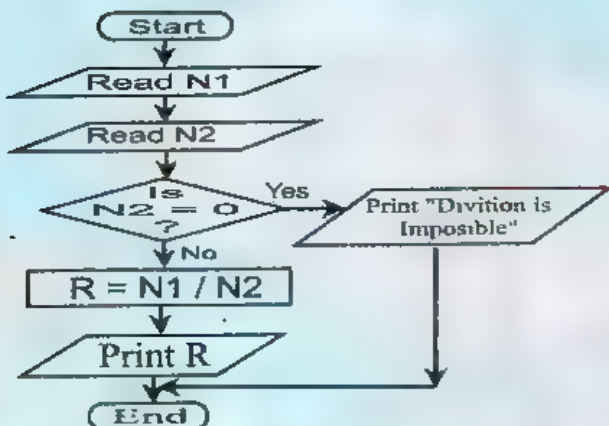 Start
Read N1
Read N2
Is
N2 = 0
?
Yes
Print "Divition is
Imposible"
No
R = N1 / N2
Print R
End